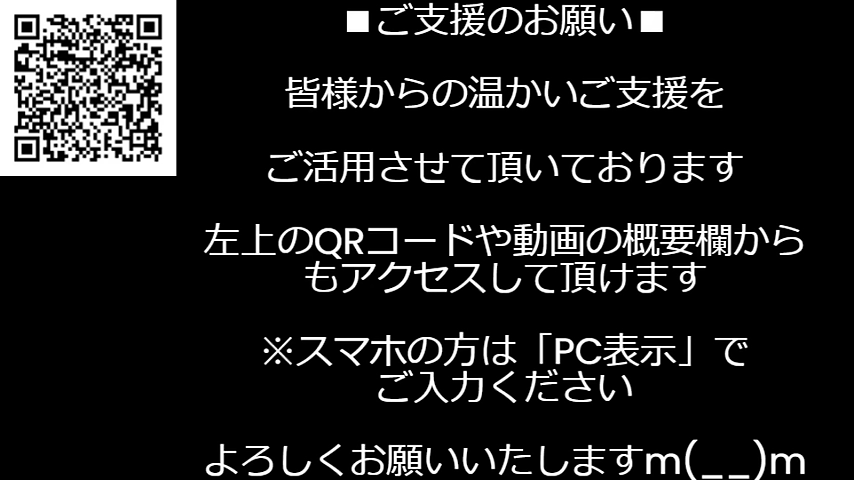 ■ご支援のお願い■
皆様からの温かいご支援を
ご活用させて頂いております
左上のQRコードや動画の概要欄から
もアクセスして頂けます
※スマホの方は「PC表示」で
ご入力ください
よろしくお願いいたしますm(__)m